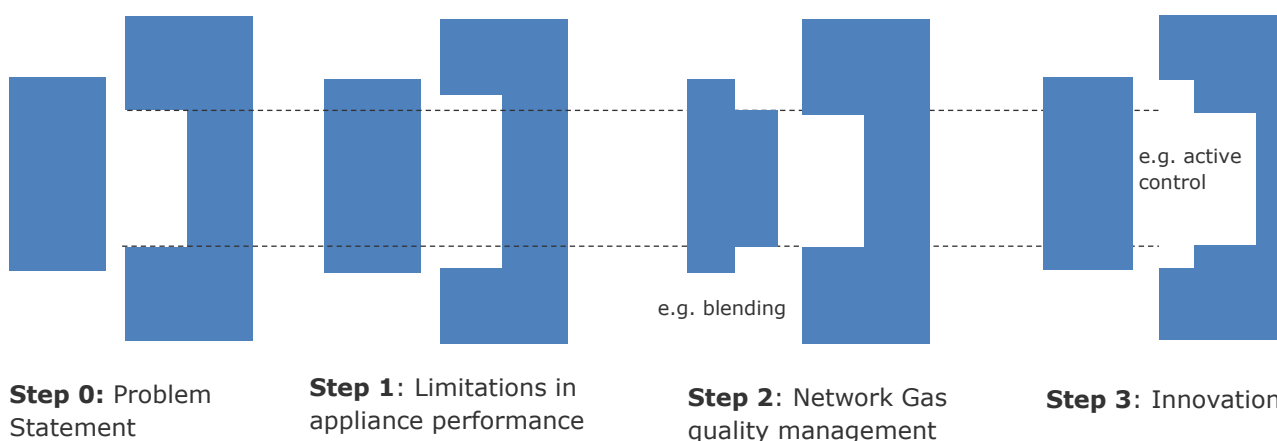 e.g. active
control
e.g. blending
Step 0: Problem
Statement
Step 1: Limitations in
appliance performance
Step 2: Network Gas
quality management
Step 3: Innovation